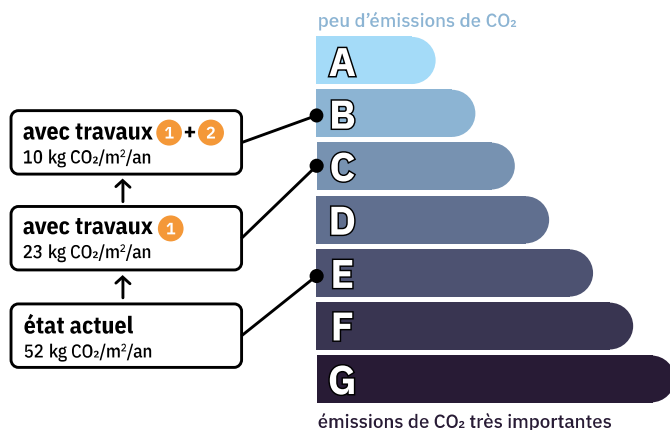 peu d'émissions de CO₂
A
B
C
D
E
F
G
émissions de CO₂ très importantes
avec travaux 1 + 2
10 kg CO₂/m²/an
avec travaux 1
23 kg CO₂/m²/an
état actuel
52 kg CO₂/m²/an